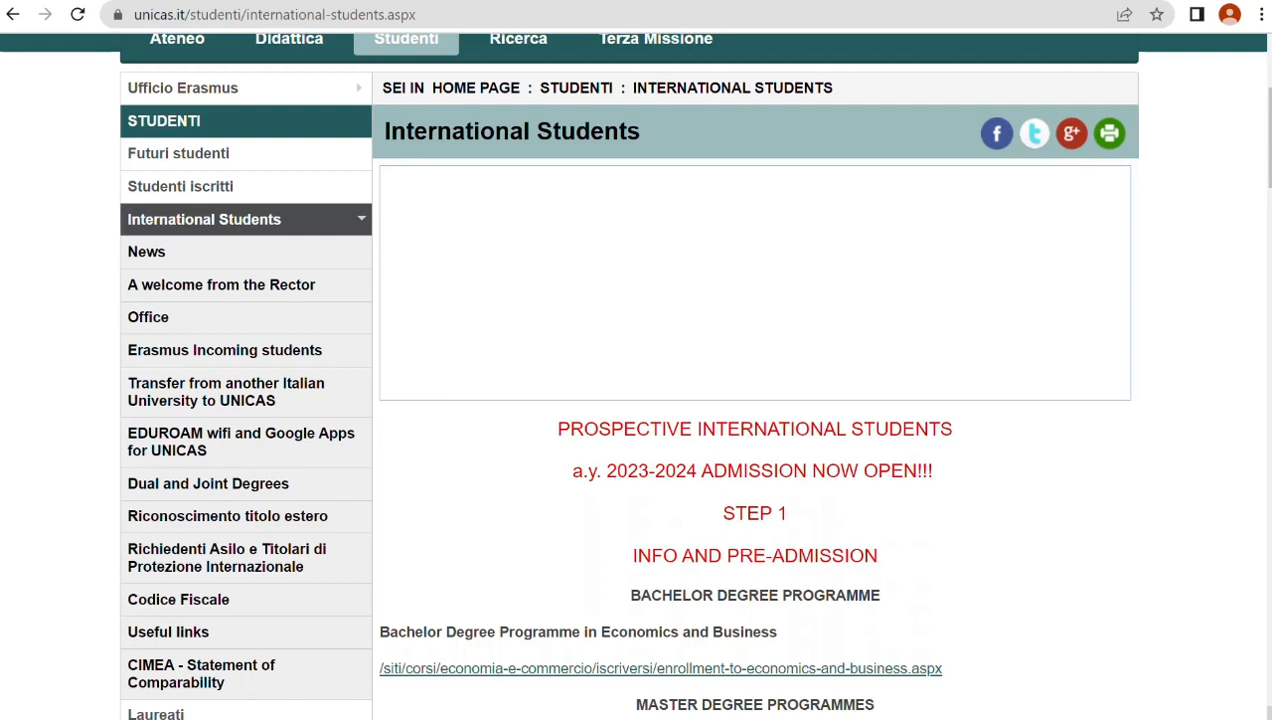 unicas.it/studenti/international-students.aspx
Ateneo Didattica Studenti Ricerca Terza Missione
Ufficio Erasmus
STUDENTI
Futuri studenti
Studenti iscritti
International Students
News
A welcome from the Rector
Office
Erasmus Incoming students
Transfer from another Italian
University to UNICAS
EDUROAM wifi and Google Apps
for UNICAS
Dual and Joint Degrees
Riconoscimento titolo estero
Richiedenti Asilo e Titolari di
Protezione Internazionale
Codice Fiscale
Useful links
CIMEA - Statement of
Comparability
Laureati
SEI IN HOME PAGE : STUDENTI : INTERNATIONAL STUDENTS
International Students
f t g+
PROSPECTIVE INTERNATIONAL STUDENTS
a.y. 2023-2024 ADMISSION NOW OPEN!!!
STEP 1
INFO AND PRE-ADMISSION
BACHELOR DEGREE PROGRAMME
Bachelor Degree Programme in Economics and Business
/siti/corsi/economia-e-commercio/iscriversi/enrollment-to-economics-and-business.aspx
MASTER DEGREE PROGRAMMES